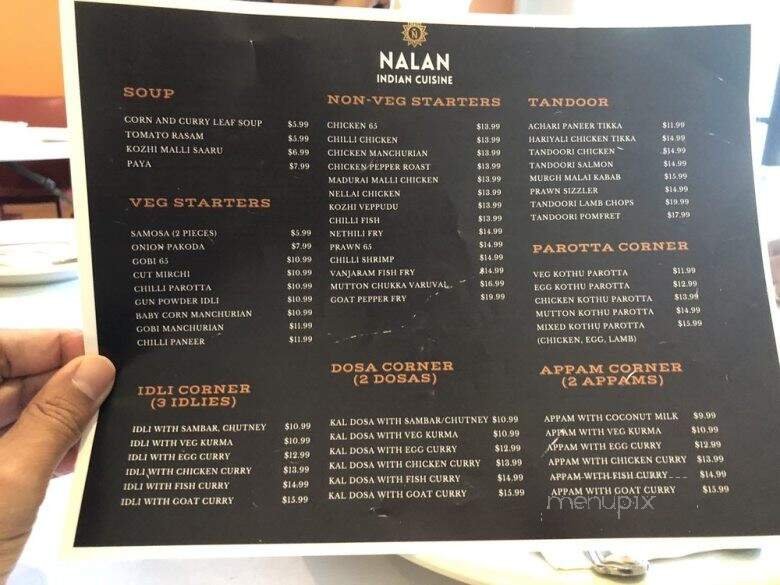 NALAN
INDIAN CUISINE
SOUP
CORN AND CURRY LEAF SOUP $5.99
TOMATO RASAM $5.99
KOZHI MALLI SAARU $6.99
PAYA $7.99
VEG STARTERS
SAMOSA (2 PIECES) $5.99
ONION PAKODA $7.99
GOBI 65 $10.99
CUT MIRCHI $10.99
CHILLI PAROTTA $10.99
GUN POWDER IDLI $10.99
BABY CORN MANCHURIAN $10.99
GOBI MANCHURIAN $11.99
CHILLI PANEER $11.99
IDLI CORNER
(3 IDLIES)
IDLI WITH SAMBAR, CHUTNEY $10.99
IDLI WITH VEG KURMA $10.99
IDLI WITH EGG CURRY $12.99
IDLI WITH CHICKEN CURRY $13.99
IDLI WITH FISH CURRY $14.99
IDLI WITH GOAT CURRY $15.99
NON-VEG STARTERS
CHICKEN 65 $13.99
CHILLI CHICKEN $13.99
CHICKEN MANCHURIAN $13.99
CHICKEN PEPPER ROAST $13.99
MADURAI MALLI CHICKEN $13.99
NELLAI CHICKEN $13.99
KOZHI VEPPUDU $13.99
CHILLI FISH $13.99
NETHILI FRY $14.99
PRAWN 65 $14.99
CHILLI SHRIMP $14.99
VANJARAM FISH FRY $14.99
MUTTON CHUKKA VARUVAL $16.99
GOAT PEPPER FRY $19.99
DOSA CORNER
(2 DOSAS)
KAL DOSA WITH SAMBAR/CHUTNEY $10.99
KAL DOSA WITH VEG KURMA $10.99
KAL DOSA WITH EGG CURRY $12.99
KAL DOSA WITH CHICKEN CURRY $13.99
KAL DOSA WITH FISH CURRY $14.99
KAL DOSA WITH GOAT CURRY $15.99
TANDOOR
ACHARI PANEER TIKKA $11.99
HARIYALI CHICKEN TIKKA $14.99
TANDOORI CHICKEN $14.99
TANDOORI SALMON $14.99
MURGH MALAI KABAB $15.99
PRAWN SIZZLER $14.99
TANDOORI LAMB CHOPS $19.99
TANDOORI POMFRET $17.99
PAROTTA CORNER
VEG KOTHU PAROTTA $11.99
EGG KOTHU PAROTTA $12.99
CHICKEN KOTHU PAROTTA $13.99
MUTTON KOTHU PAROTTA $14.99
MIXED KOTHU PAROTTA $15.99
(CHICKEN, EGG, LAMB)
APPAM CORNER
(2 APPAMS)
APPAM WITH COCONUT MILK $9.99
APPAM WITH VEG KURMA $10.99
APPAM WITH EGG CURRY $12.99
APPAM WITH CHICKEN CURRY $13.99
APPAM WITH FISH CURRY $14.99
APPAM WITH GOAT CURRY $15.99
menupix